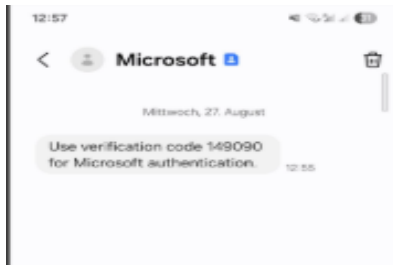 12:57
Microsoft
Mittwoch, 27. August
Use verification code 149090
for Microsoft authentication.
12:55